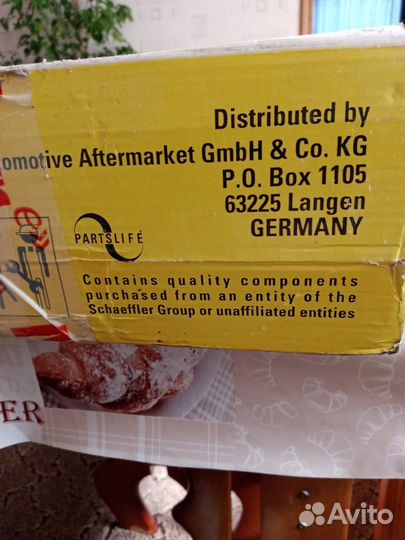 Distributed by
omotive Aftermarket GmbH & Co. KG
P.O. Box 1105
63225 Langen
GERMANY
PARTSLIFE
Contains quality components
purchased from an entity of the
Schaeffler Group or unaffiliated entities
ER
Avito